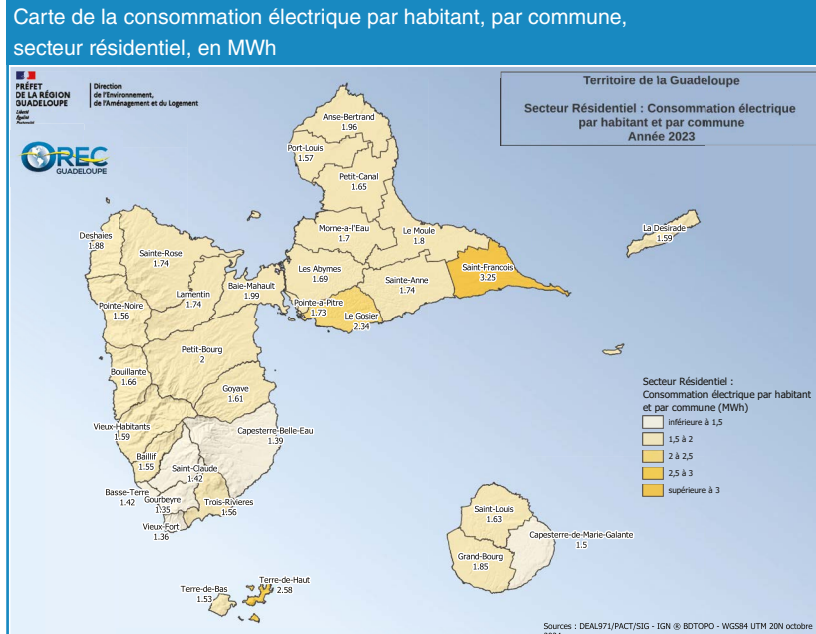 Carte de la consommation électrique par habitant, par commune,
secteur résidentiel, en MWh
PRÉFET
DE LA RÉGION
GUADELOUPE
Liberté
Égalité
Fraternité
Direction
de l'Environnement,
de l'Aménagement et du Logement
OREC
GUADELOUPE
Territoire de la Guadeloupe
Secteur Résidentiel : Consommation électrique
par habitant et par commune
Année 2023
Anse-Bertrand
1.96
Port-Louis
1.57
Petit-Canal
1.65
Morne-a-l'Eau
1.7
Le Moule
1.8
La Desirade
1.59
Deshaies
1.88
Sainte-Rose
1.74
Les Abymes
1.69
Saint-Francois
3.25
Sainte-Anne
1.74
Lamentin
1.74
Baie-Mahault
1.99
Pointe-Noire
1.56
Pointe-a-Pitre
1.73
Le Gosier
2.34
Petit-Bourg
2
Bouillante
1.66
Goyave
1.61
Vieux-Habitants
1.59
Capesterre-Belle-Eau
1.39
Baillif
1.55
Saint-Claude
1.42
Basse-Terre
1.42
Gourbeyre
1.35
Trois-Rivieres
1.56
Vieux-Fort
1.36
Terre-de-Bas
1.53
Terre-de-Haut
2.58
Saint-Louis
1.63
Capesterre-de-Marie-Galante
1.5
Grand-Bourg
1.85
Secteur Résidentiel :
Consommation électrique par habitant
et par commune (MWh)
inférieure à 1,5
1,5 à 2
2 à 2,5
2,5 à 3
supérieure à 3
Sources : DEAL971/PACT/SIG - IGN ® BDTOPO - WGS84 UTM 20N octobre